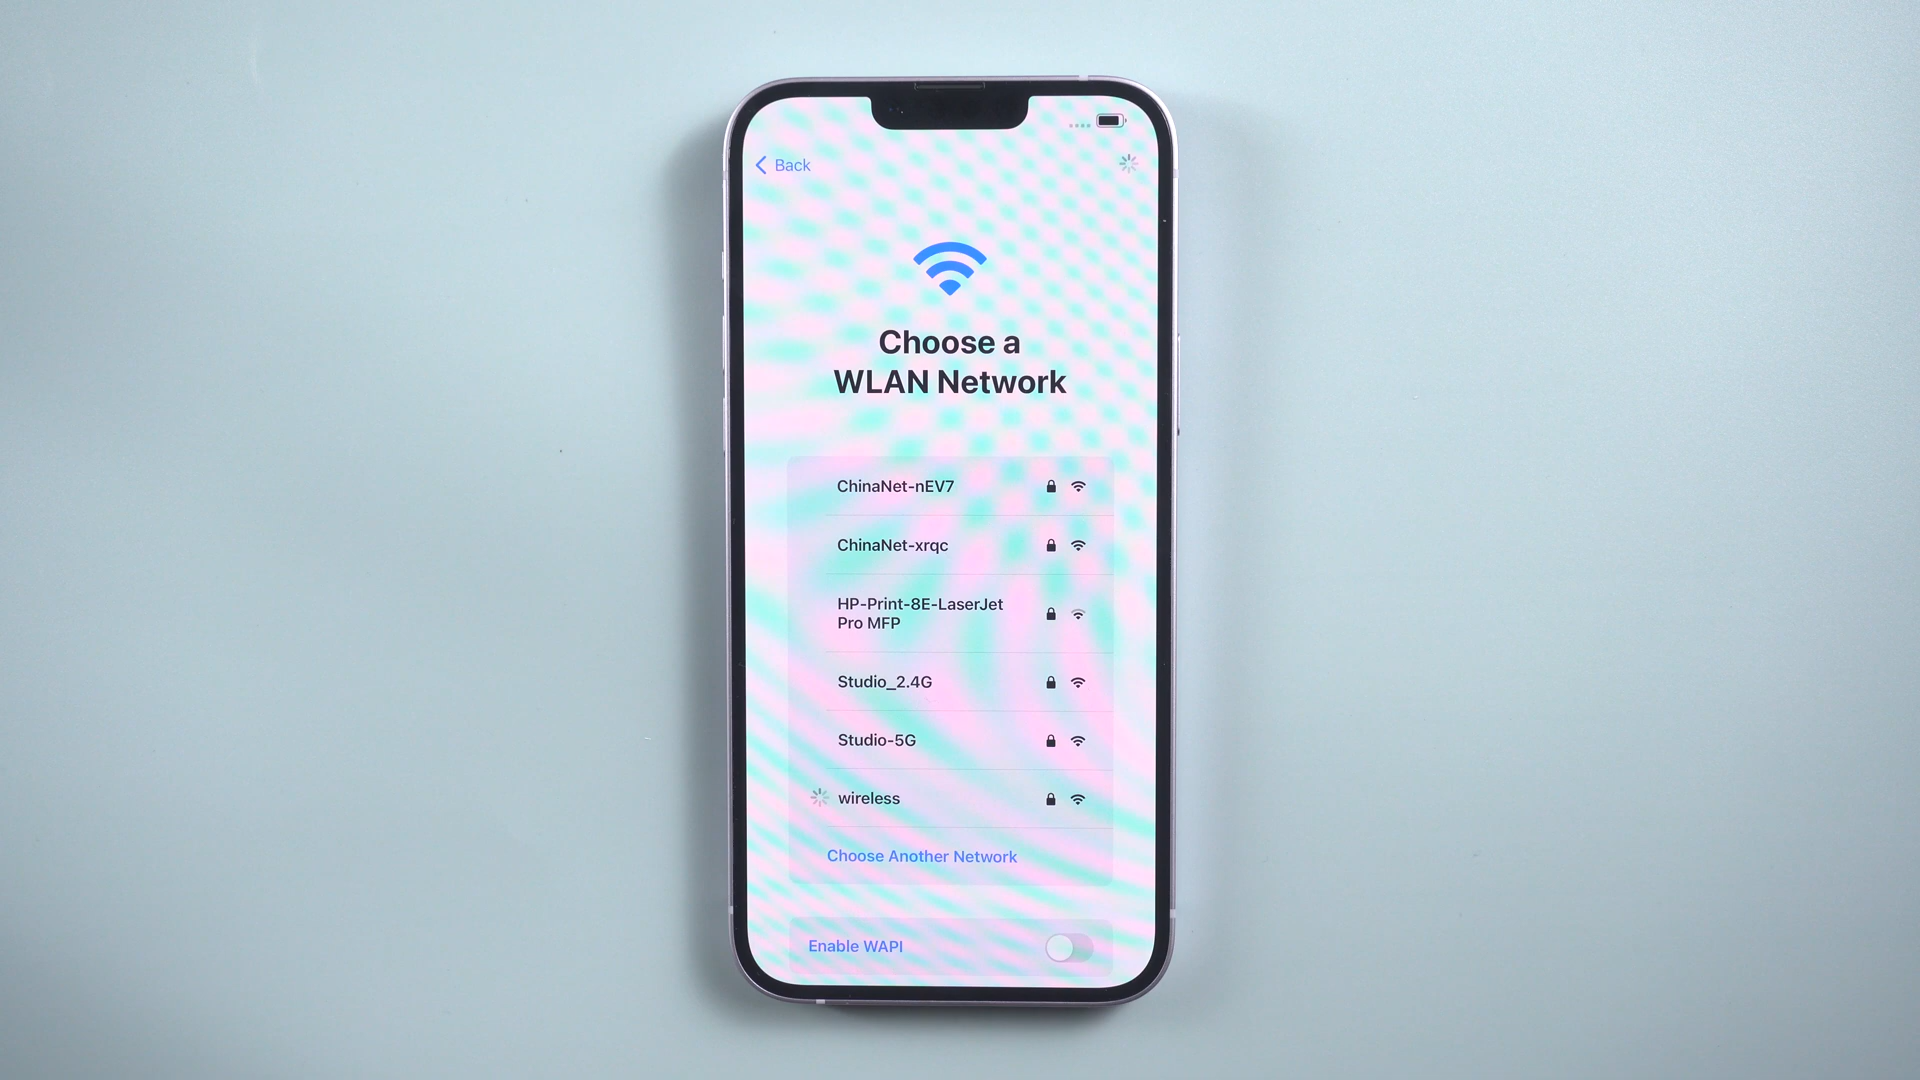 Back
Choose a
WLAN Network
ChinaNet-nEV7
ChinaNet-xrqc
HP-Print-8E-LaserJet
Pro MFP
Studio_2.4G
Studio-5G
wireless
Choose Another Network
Enable WAPI